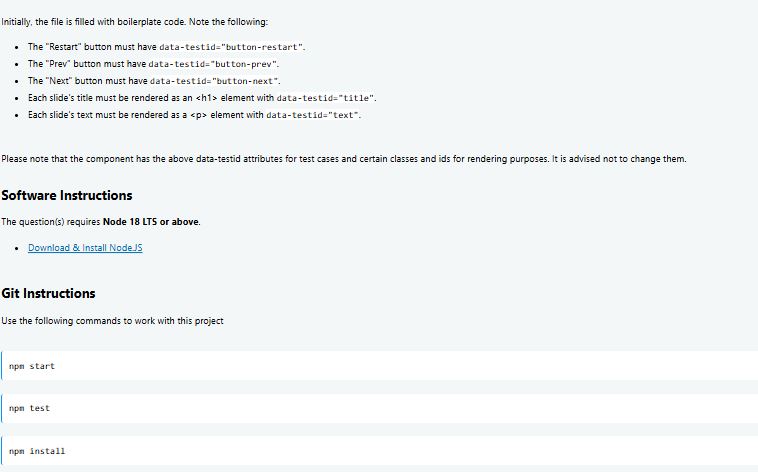 Initially, the file is filled with boilerplate code. Note the following:
• The "Restart" button must have data-testid="button-restart".
• The "Prev" button must have data-testid="button-prev".
• The "Next" button must have data-testid="button-next".
• Each slide's title must be rendered as an <h1> element with data-testid="title".
• Each slide's text must be rendered as a <p> element with data-testid="text".
Please note that the component has the above data-testid attributes for test cases and certain classes and ids for rendering purposes. It is advised not to change them.
Software Instructions
The question(s) requires Node 18 LTS or above.
• Download & Install NodeJS
Git Instructions
Use the following commands to work with this project
npm start
npm test
npm install